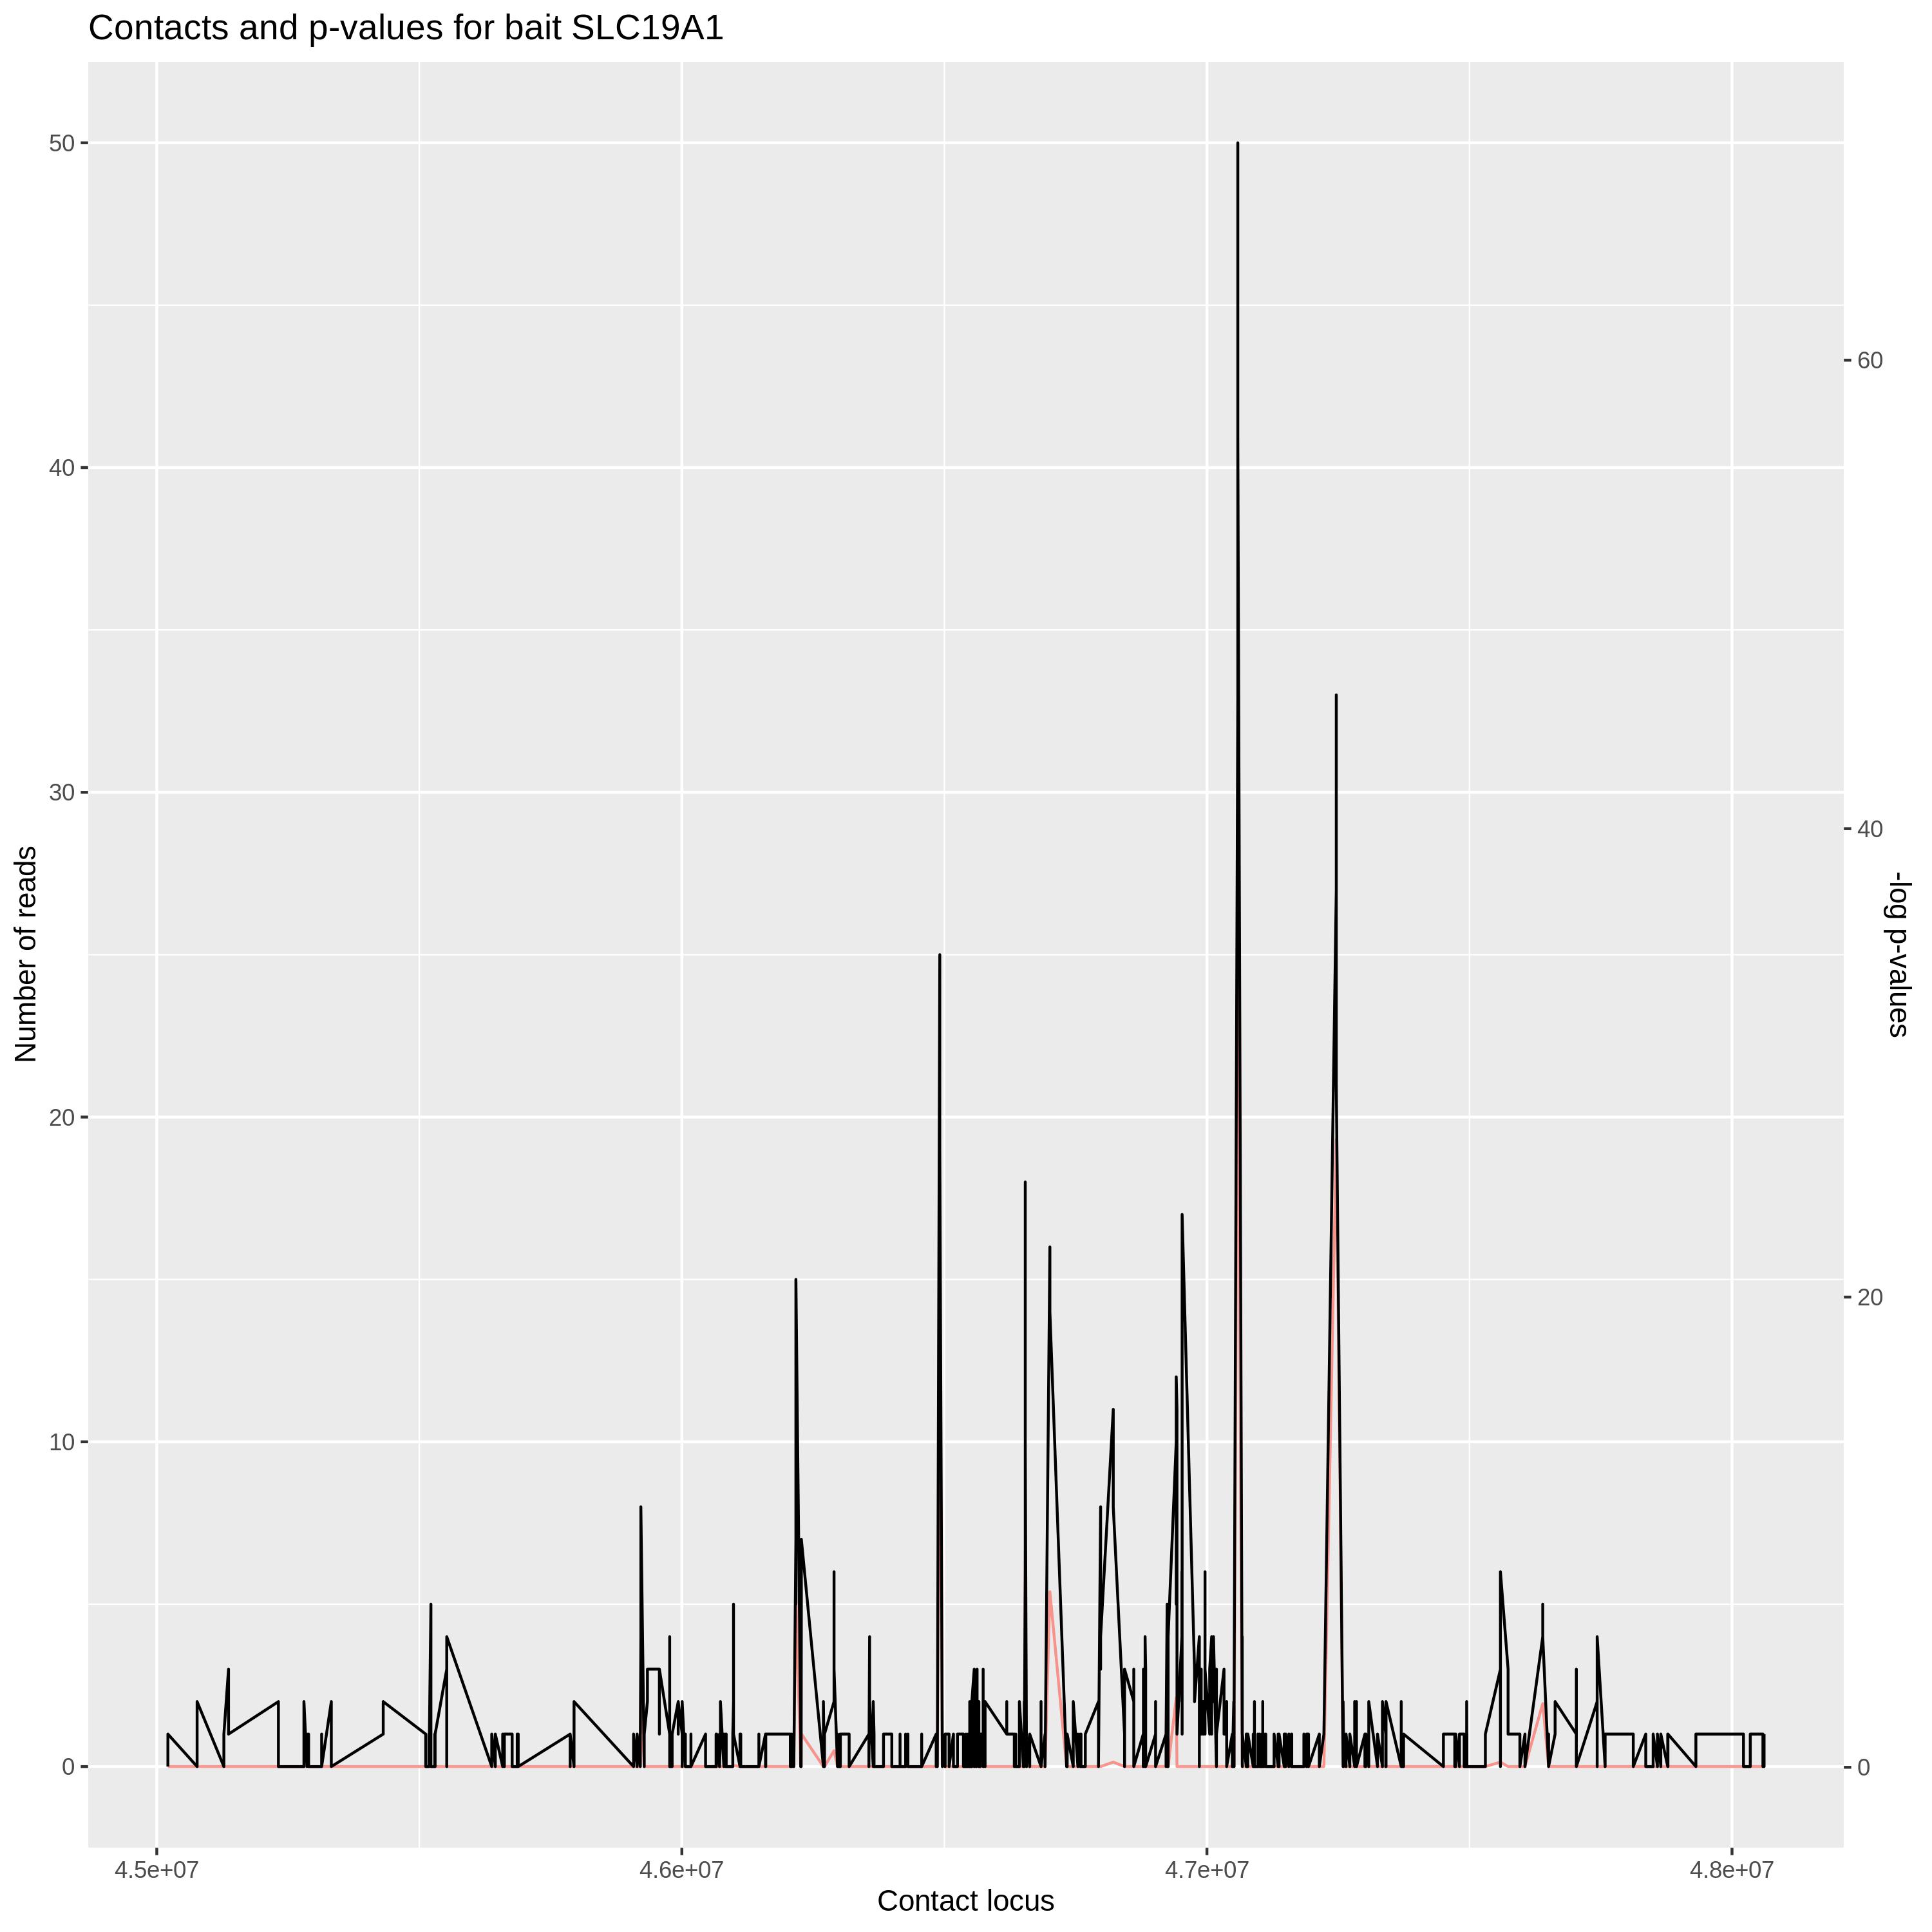 Contacts and p-values for bait SLC19A1
50
40
30
20
10
0
Number of reads
60
40
20
0
-log p-values
4.5e+07
4.6e+07
4.7e+07
4.8e+07
Contact locus